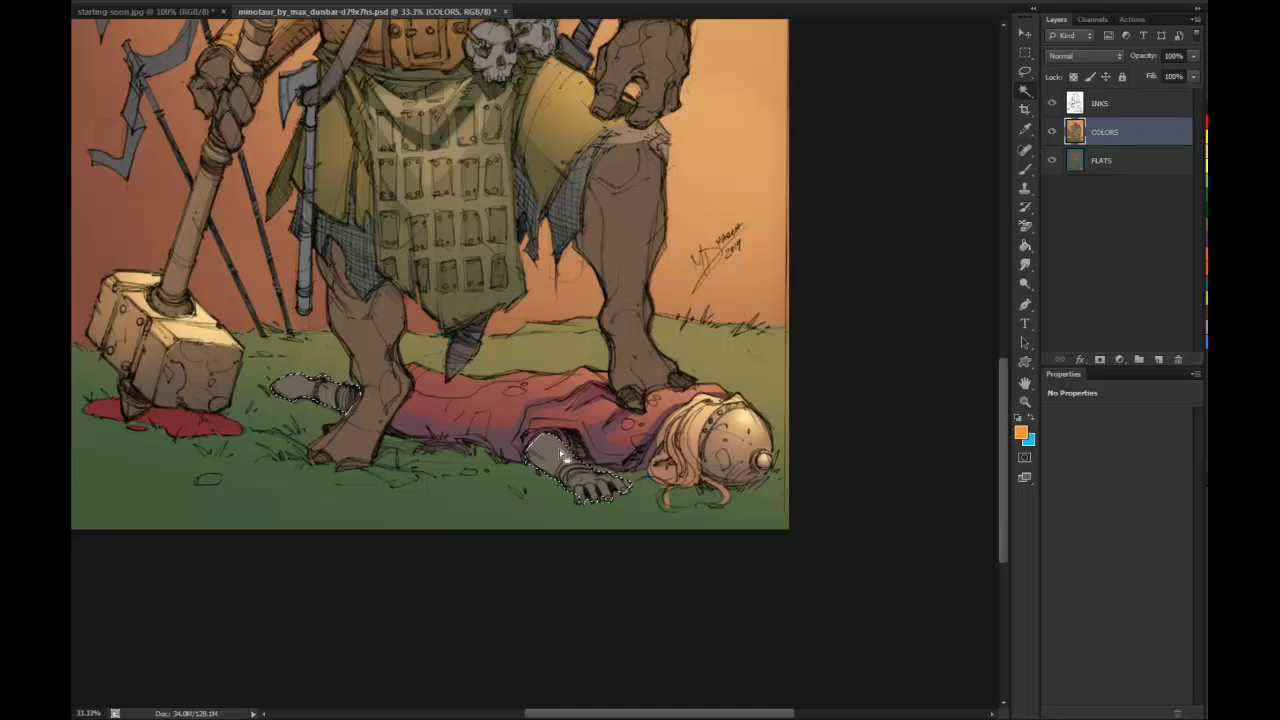 starting-soon.jpg @ 100% (RGB/8) * ×
minotaur_by_max_dunbar-d79x7hs.psd @ 33.3% (COLORS, RGB/8) * ×
Layers Channels Actions
Kind
Normal Opacity: 100%
Lock: Fill: 100%
INKS
COLORS
FLATS
Properties
No Properties
33.33% Doc: 34.0M/128.1M